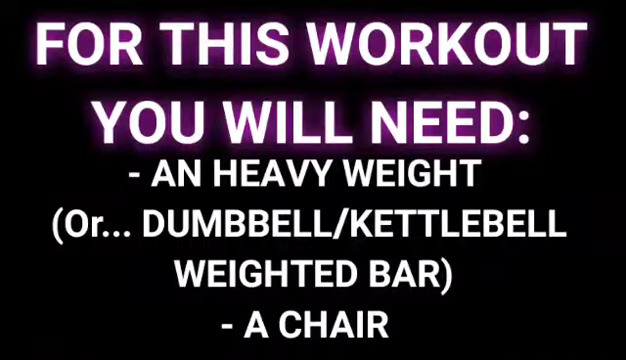 FOR THIS WORKOUT
YOU WILL NEED:
- AN HEAVY WEIGHT
(Or... DUMBBELL/KETTLEBELL
WEIGHTED BAR)
- A CHAIR